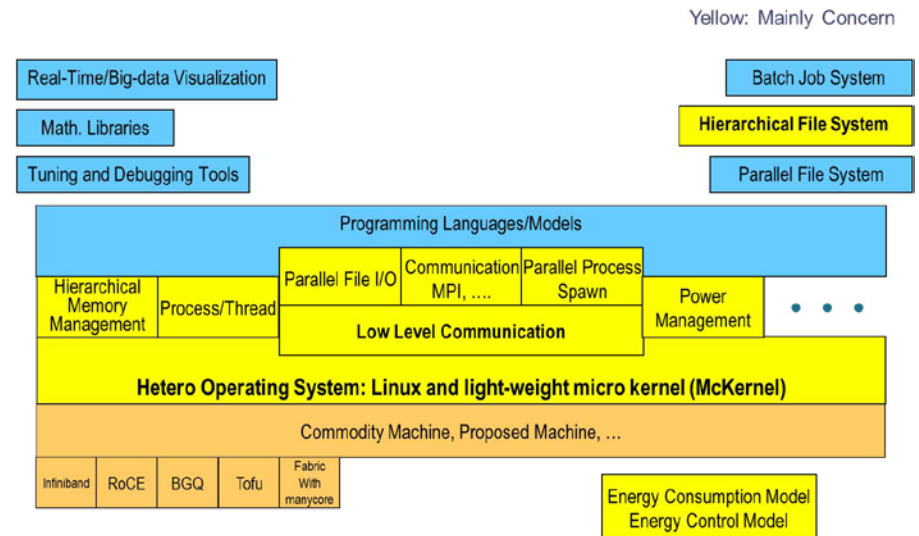 Yellow: Mainly Concern
Real-Time/Big-data Visualization
Batch Job System
Math. Libraries
Hierarchical File System
Tuning and Debugging Tools
Parallel File System
Programming Languages/Models
Hierarchical
Memory
Management
Process/Thread
Parallel File I/O
Communication
MPI, ....
Parallel Process
Spawn
Power
Management
Low Level Communication
Hetero Operating System: Linux and light-weight micro kernel (McKernel)
Commodity Machine, Proposed Machine, ...
Infiniband
RoCE
BGQ
Tofu
Fabric
With
manycore
Energy Consumption Model
Energy Control Model